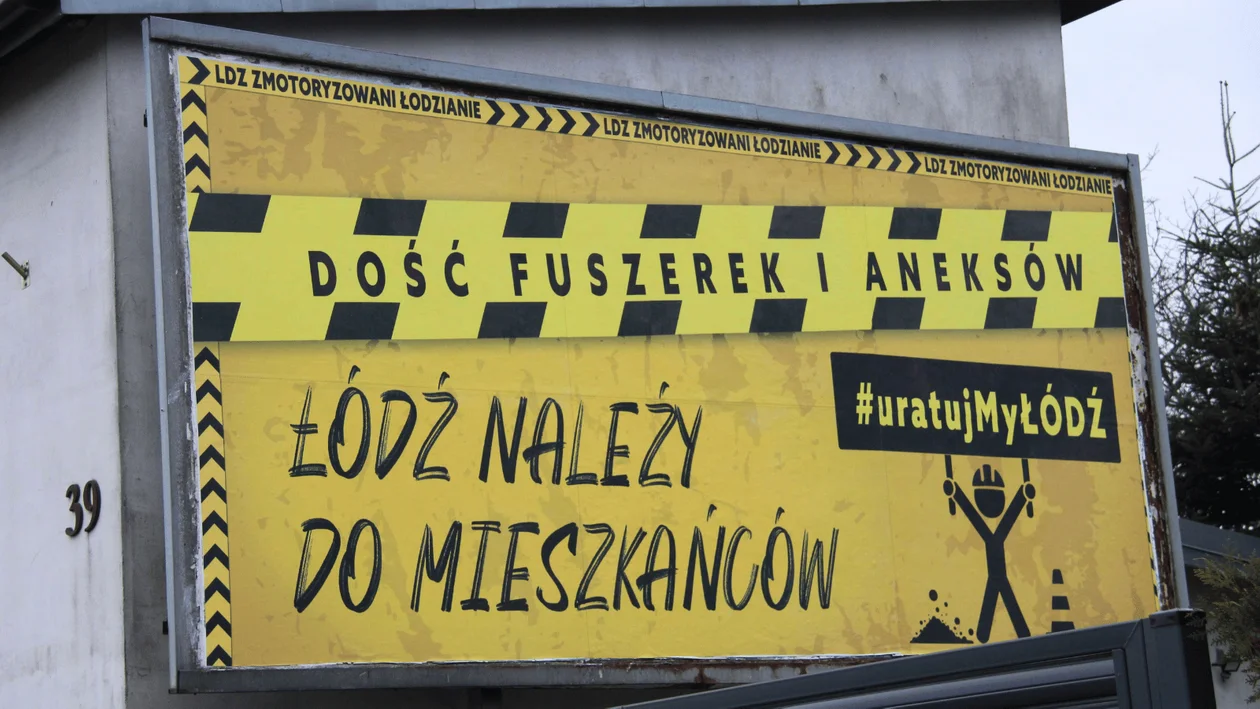 LDZ ZMOTORYZOWANI ŁODZIANIE LDZ ZMOTORYZOWANI ŁODZIANIE LDZ ZMOTORYZOWANI ŁODZIANIE
DOŚĆ FUSZEREK I ANEKSÓW
#uratujMyŁÓDŹ
ŁÓDŹ NALEŻY
DO MIESZKAŃCÓW
39